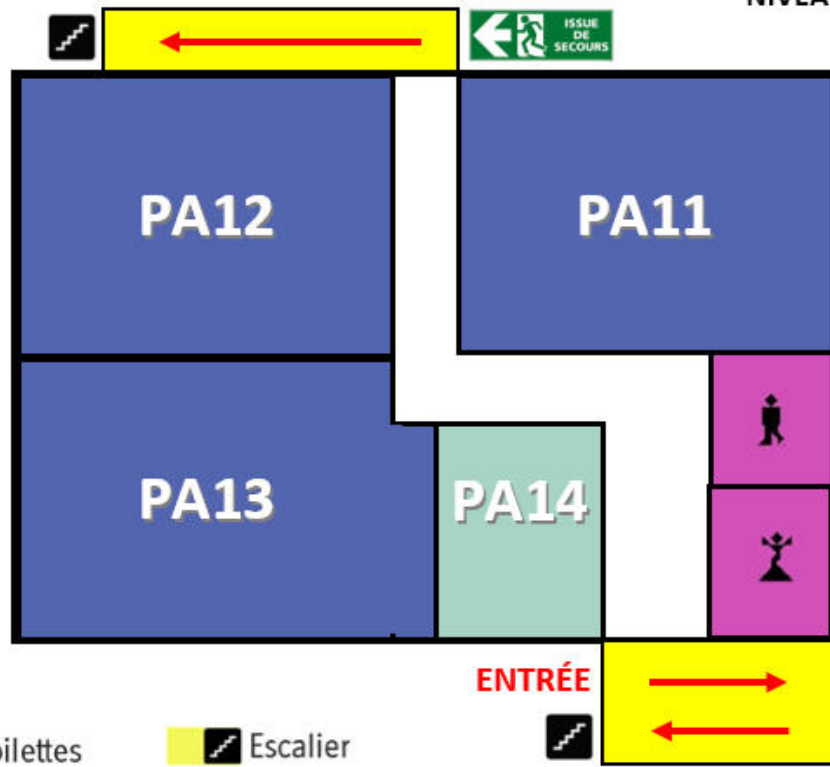 ISSUE
DE
SECOURS
PA12
PA11
PA13
PA14
ENTRÉE
Escalier